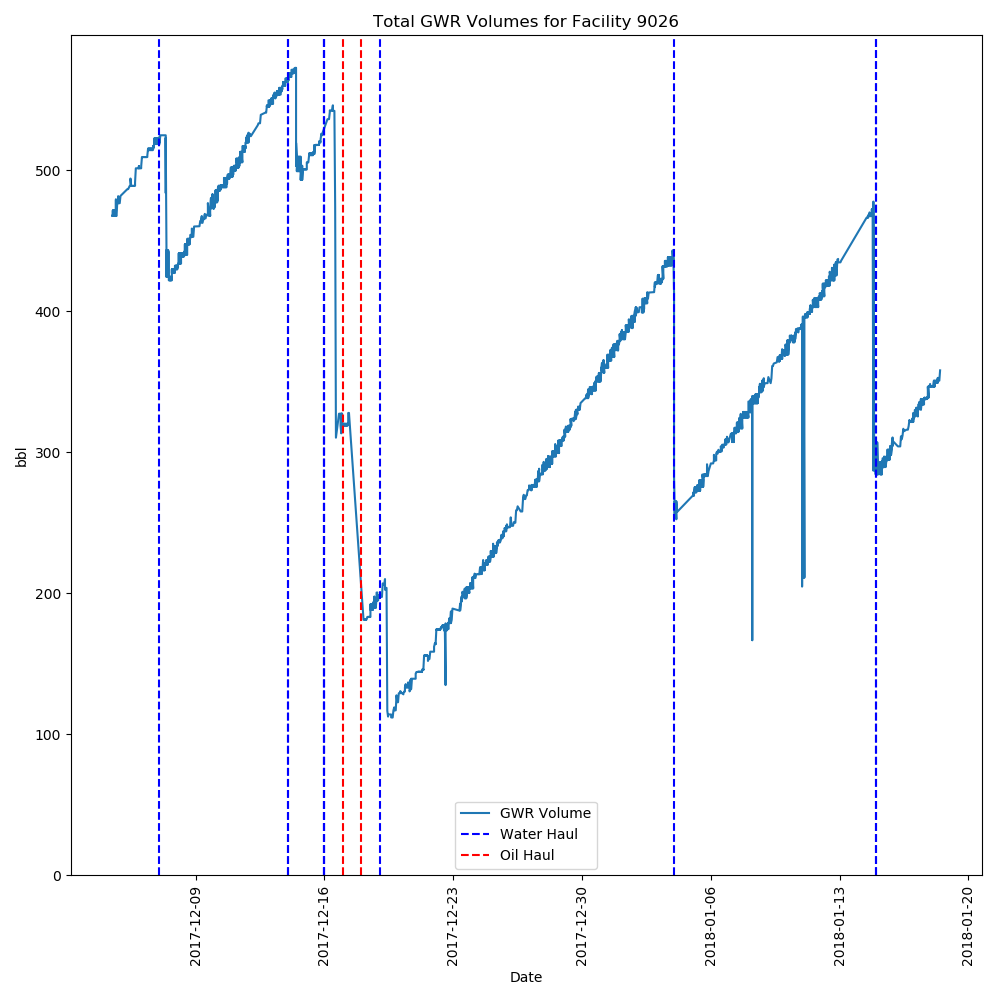 Total GWR Volumes for Facility 9026
bbl
500
400
300
200
100
0
GWR Volume
Water Haul
Oil Haul
2017-12-09
2017-12-16
2017-12-23
2017-12-30
2018-01-06
2018-01-13
2018-01-20
Date